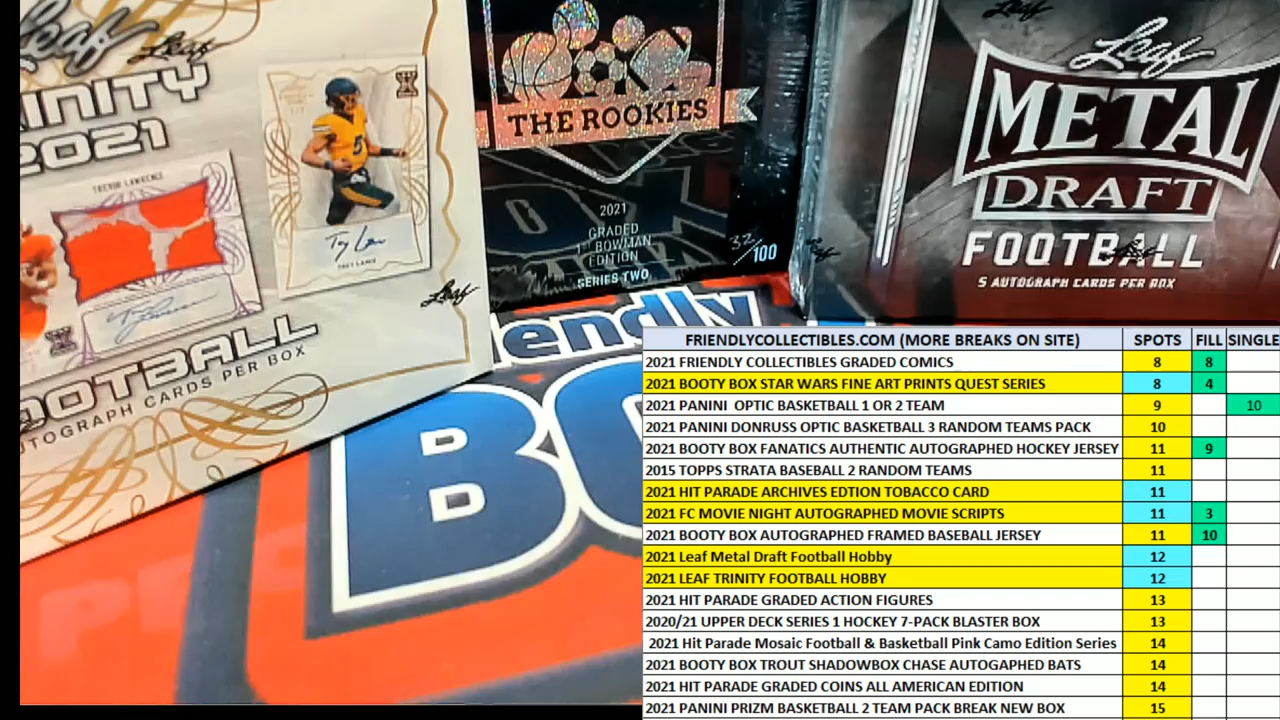 Leaf
Leaf
INITY
2021
TREVOR LAWRENCE
TREY LANCE
Leaf
OOTBALL
UTOGRAPH CARDS PER BOX
THE ROOKIES
2021
GRADED
1st BOWMAN
EDITION
SERIES TWO
32/100
Leaf
METAL
DRAFT
FOOTBALL
5 AUTOGRAPH CARDS PER BOX
iendly
BO
FRIENDLYCOLLECTIBLES.COM (MORE BREAKS ON SITE) SPOTS FILL SINGLE
2021 FRIENDLY COLLECTIBLES GRADED COMICS 8 8
2021 BOOTY BOX STAR WARS FINE ART PRINTS QUEST SERIES 8 4
2021 PANINI OPTIC BASKETBALL 1 OR 2 TEAM 9 10
2021 PANINI DONRUSS OPTIC BASKETBALL 3 RANDOM TEAMS PACK 10
2021 BOOTY BOX FANATICS AUTHENTIC AUTOGRAPHED HOCKEY JERSEY 11 9
2015 TOPPS STRATA BASEBALL 2 RANDOM TEAMS 11
2021 HIT PARADE ARCHIVES EDTION TOBACCO CARD 11
2021 FC MOVIE NIGHT AUTOGRAPHED MOVIE SCRIPTS 11 3
2021 BOOTY BOX AUTOGRAPHED FRAMED BASEBALL JERSEY 11 10
2021 Leaf Metal Draft Football Hobby 12
2021 LEAF TRINITY FOOTBALL HOBBY 12
2021 HIT PARADE GRADED ACTION FIGURES 13
2020/21 UPPER DECK SERIES 1 HOCKEY 7-PACK BLASTER BOX 13
2021 Hit Parade Mosaic Football & Basketball Pink Camo Edition Series 14
2021 BOOTY BOX TROUT SHADOWBOX CHASE AUTOGAPHED BATS 14
2021 HIT PARADE GRADED COINS ALL AMERICAN EDITION 14
2021 PANINI PRIZM BASKETBALL 2 TEAM PACK BREAK NEW BOX 15